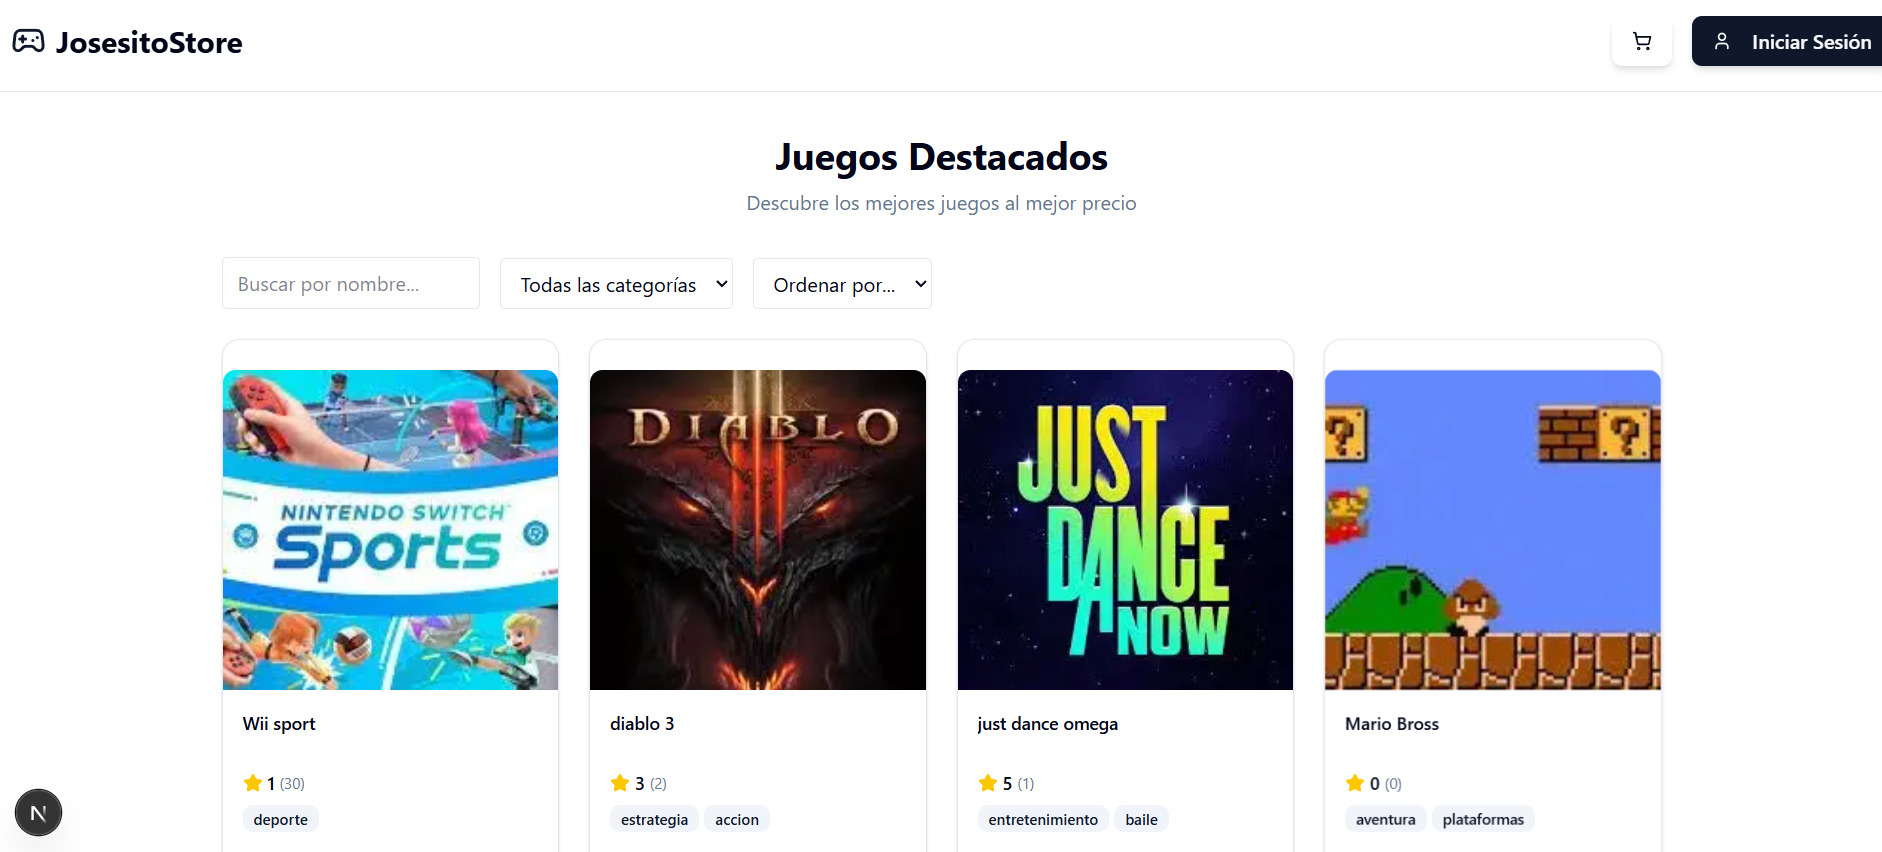 JosesitoStore
Iniciar Sesión
Juegos Destacados
Descubre los mejores juegos al mejor precio
Buscar por nombre...
Todas las categorías
Ordenar por...
NINTENDO SWITCH
Sports
DIABLO
JUST
DANCE
NOW
?
?
Wii sport
diablo 3
just dance omega
Mario Bross
1 (30)
3 (2)
5 (1)
0 (0)
deporte
estrategia
accion
entretenimiento
baile
aventura
plataformas
N